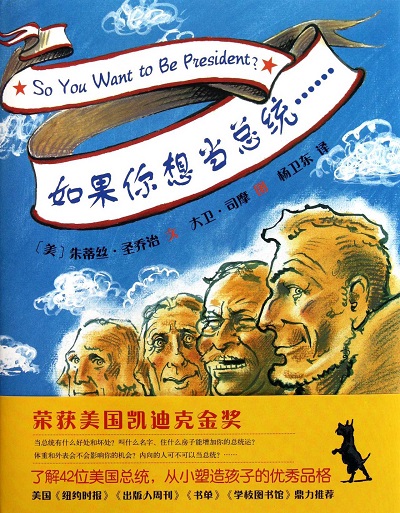 So You Want to Be President?
如果你想当总统……
〔美〕朱蒂丝·圣乔治 文 大卫·司摩 图 杨卫东 译
荣获美国凯迪克金奖
当总统有什么好处和坏处？叫什么名字、住什么房子能增加你的总统运？
体重和外表会不会影响你的机会？内向的人可不可以当总统？……
了解42位美国总统，从小塑造孩子的优秀品格
美国《纽约时报》《出版人周刊》《书单》《学校图书馆》鼎力推荐